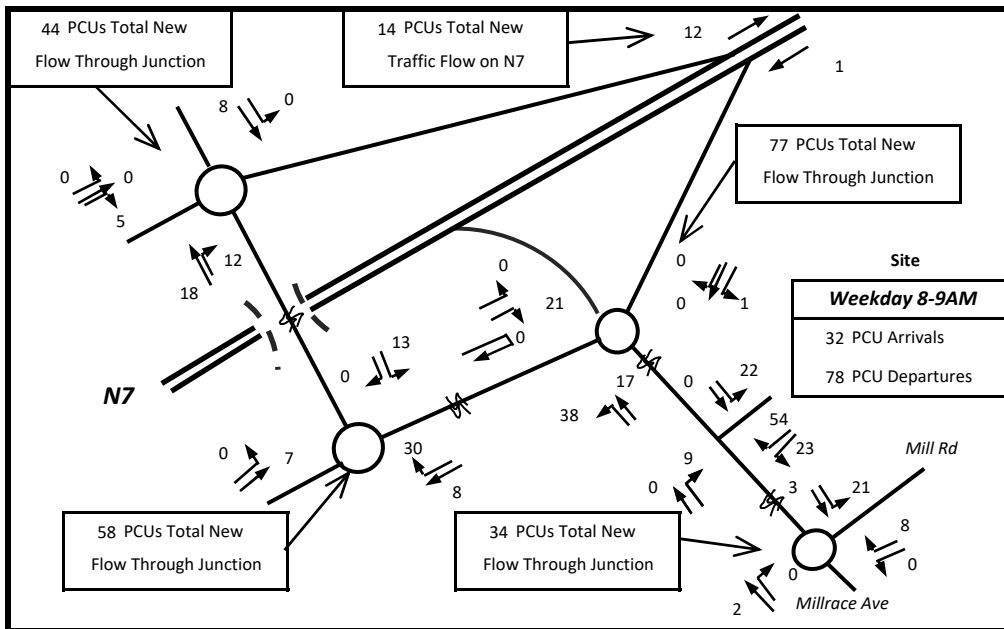 44 PCUs Total New
Flow Through Junction
14 PCUs Total New
Traffic Flow on N7
12
1
8
0
77 PCUs Total New
Flow Through Junction
0
0
5
12
18
0
21
0
0
0
1
Site
Weekday 8-9AM
32 PCU Arrivals
78 PCU Departures
N7
13
0
17
38
0
22
54
23
Mill Rd
0
7
30
8
9
0
3
21
8
0
58 PCUs Total New
Flow Through Junction
34 PCUs Total New
Flow Through Junction
0
2
Millrace Ave